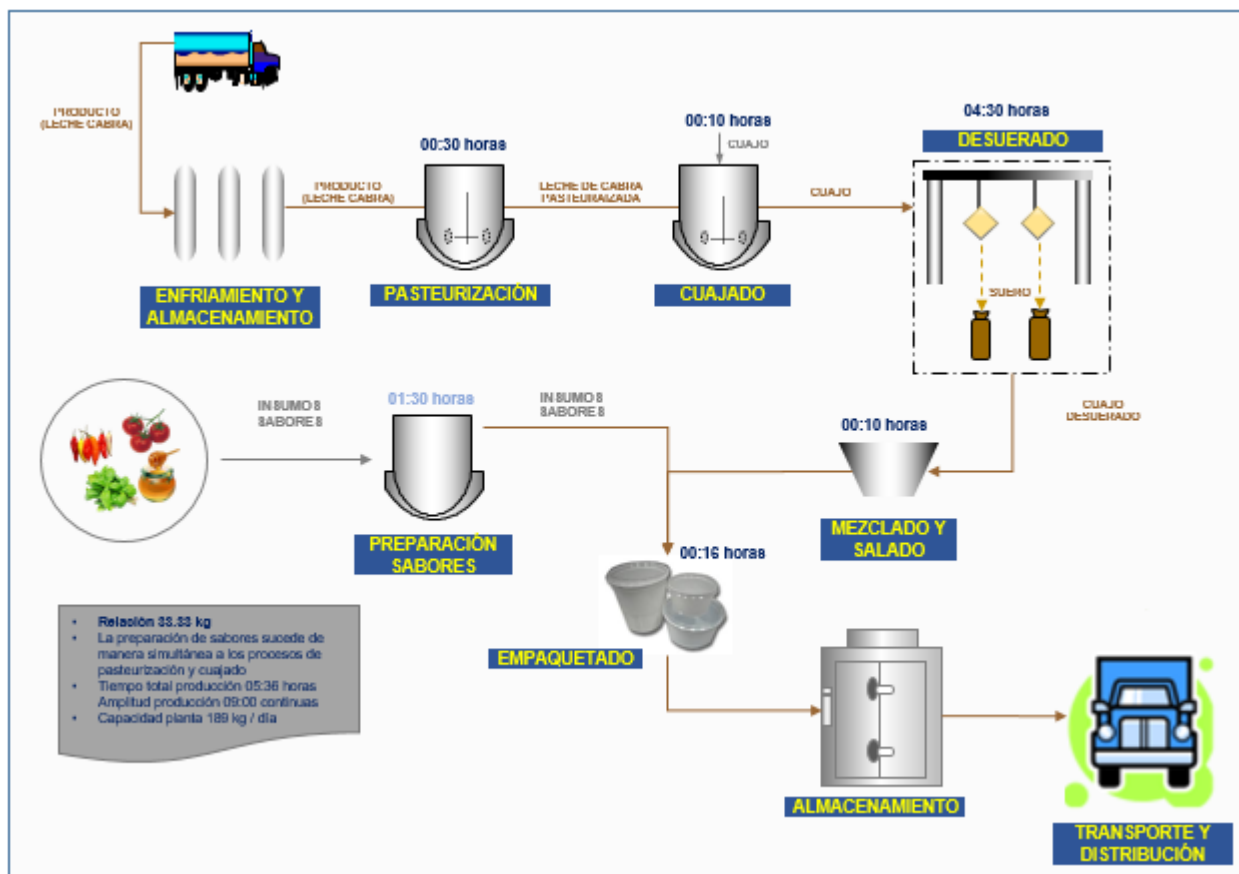 PRODUCTO
(LECHE CABRA)
00:30 horas
00:10 horas
CUAJO
04:30 horas
DESUERADO
PRODUCTO
(LECHE CABRA)
LECHE DE CABRA
PASTEURAIZADA
CUAJO
SUERO
ENFRIAMIENTO Y
ALMACENAMIENTO
PASTEURIZACIÓN
CUAJADO
INSUMOS
SABORES
01:30 horas
INSUMOS
SABORES
00:10 horas
CUAJO
DESUERADO
PREPARACIÓN
SABORES
MEZCLADO Y
SALADO
00:16 horas
EMPAQUETADO
• Relación 33.33 kg
• La preparación de sabores sucede de
manera simultánea a los procesos de
pasteurización y cuajado
• Tiempo total producción 05:36 horas
Amplitud producción 09:00 continuas
• Capacidad planta 189 kg / día
ALMACENAMIENTO
TRANSPORTE Y
DISTRIBUCIÓN